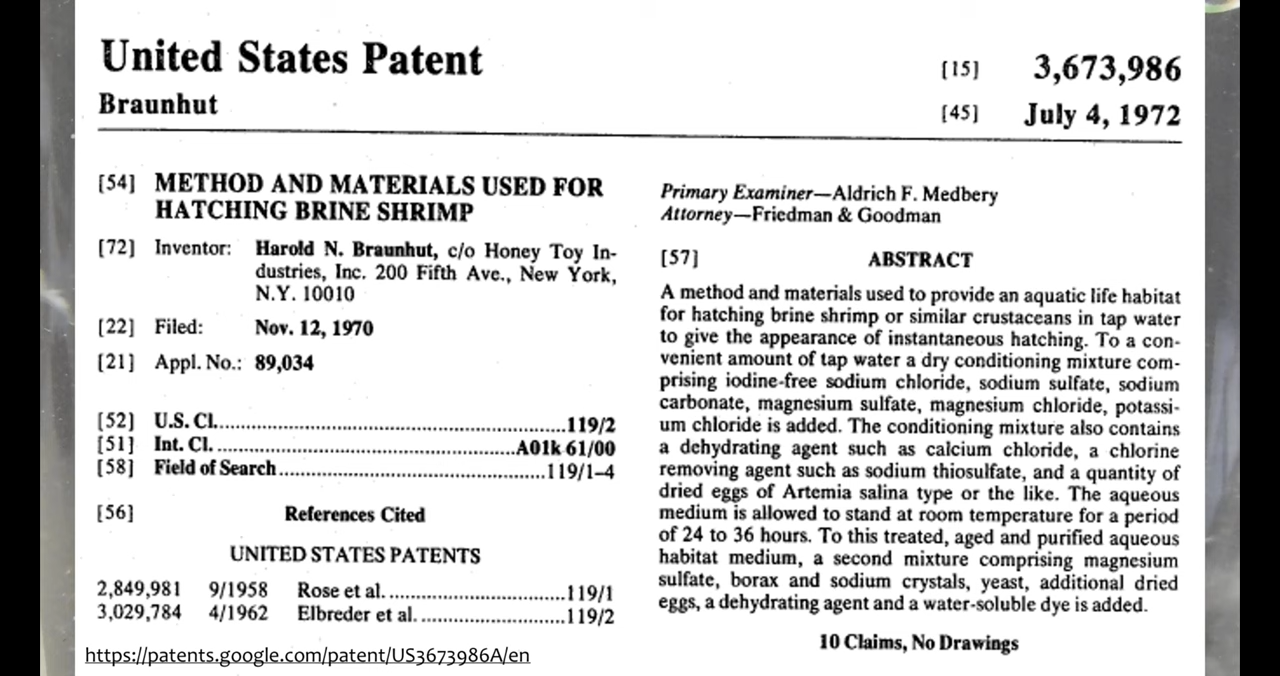 United States Patent
Braunhut
[15] 3,673,986
[45] July 4, 1972
[54] METHOD AND MATERIALS USED FOR
HATCHING BRINE SHRIMP
[72] Inventor: Harold N. Braunhut, c/o Honey Toy In-
dustries, Inc. 200 Fifth Ave., New York,
N.Y. 10010
[22] Filed: Nov. 12, 1970
[21] Appl. No.: 89,034
[52] U.S. Cl. ....................................................119/2
[51] Int. Cl. ............................................A01k 61/00
[58] Field of Search ........................................119/1–4
[56] References Cited
UNITED STATES PATENTS
2,849,981 9/1958 Rose et al. ..........................119/1
3,029,784 4/1962 Elbreder et al. .....................119/2
Primary Examiner—Aldrich F. Medbery
Attorney—Friedman & Goodman
[57] ABSTRACT
A method and materials used to provide an aquatic life habitat
for hatching brine shrimp or similar crustaceans in tap water
to give the appearance of instantaneous hatching. To a con-
venient amount of tap water a dry conditioning mixture com-
prising iodine-free sodium chloride, sodium sulfate, sodium
carbonate, magnesium sulfate, magnesium chloride, potassi-
um chloride is added. The conditioning mixture also contains
a dehydrating agent such as calcium chloride, a chlorine
removing agent such as sodium thiosulfate, and a quantity of
dried eggs of Artemia salina type or the like. The aqueous
medium is allowed to stand at room temperature for a period
of 24 to 36 hours. To this treated, aged and purified aqueous
habitat medium, a second mixture comprising magnesium
sulfate, borax and sodium crystals, yeast, additional dried
eggs, a dehydrating agent and a water-soluble dye is added.
10 Claims, No Drawings
https://patents.google.com/patent/US3673986A/en